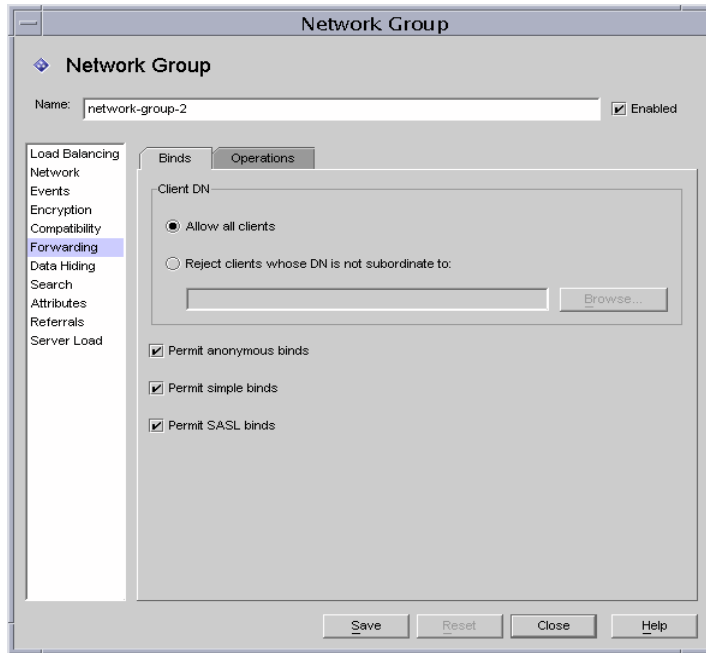 Network Group
Network Group
Name: network-group-2 Enabled
Load Balancing
Network
Events
Encryption
Compatibility
Forwarding
Data Hiding
Search
Attributes
Referrals
Server Load
Binds Operations
Client DN
Allow all clients
Reject clients whose DN is not subordinate to:
Browse...
Permit anonymous binds
Permit simple binds
Permit SASL binds
Save Reset Close Help